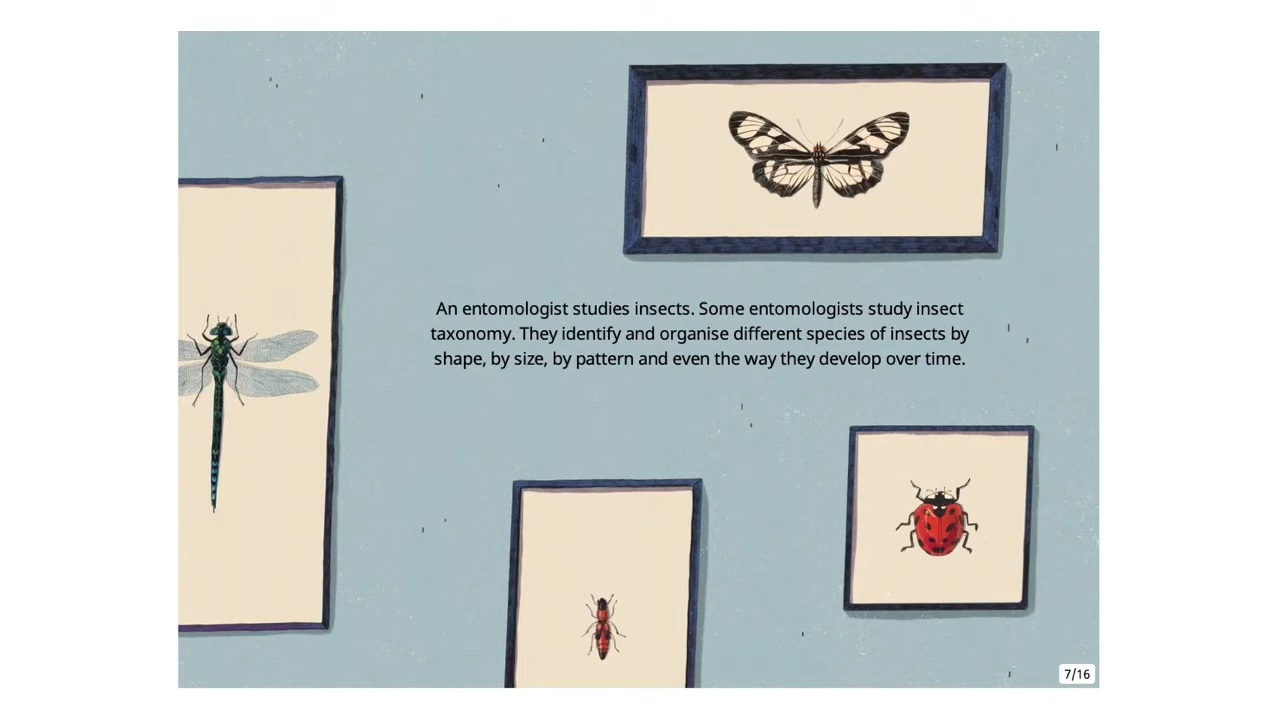 An entomologist studies insects. Some entomologists study insect
taxonomy. They identify and organise different species of insects by
shape, by size, by pattern and even the way they develop over time.
7/16